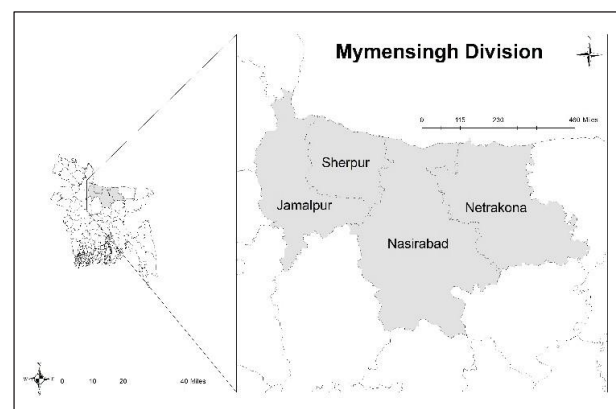 Mymensingh Division
0 115 230 460 Miles
Sherpur
Jamalpur
Netrakona
Nasirabad
0 10 20 40 Miles